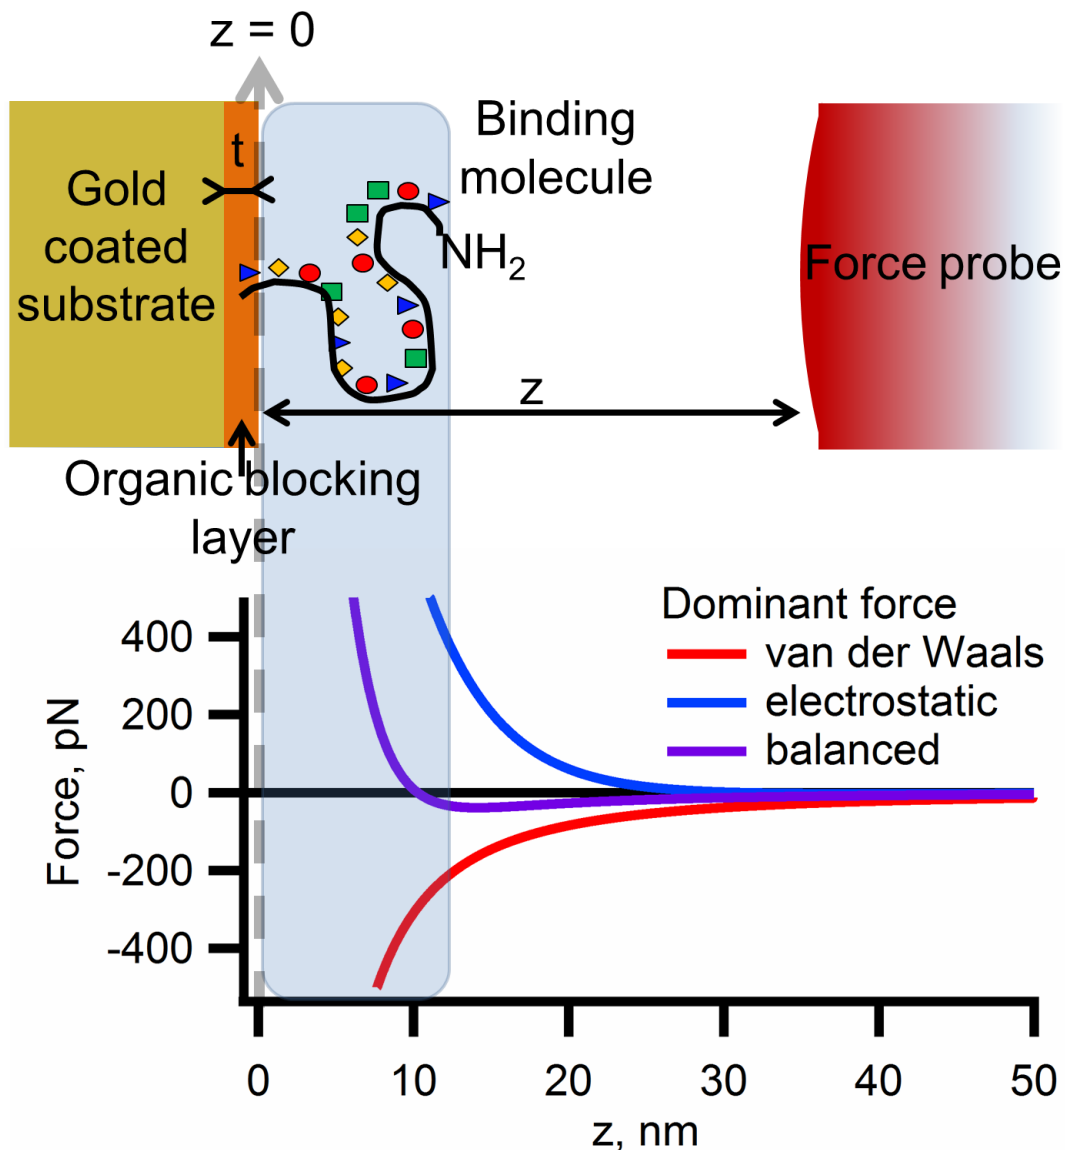 z = 0
t
Gold
coated
substrate
Binding
molecule
NH₂
Force probe
z
Organic blocking
layer
Dominant force
van der Waals
electrostatic
balanced
Force, pN
400
200
0
-200
-400
0 10 20 30 40 50
z, nm